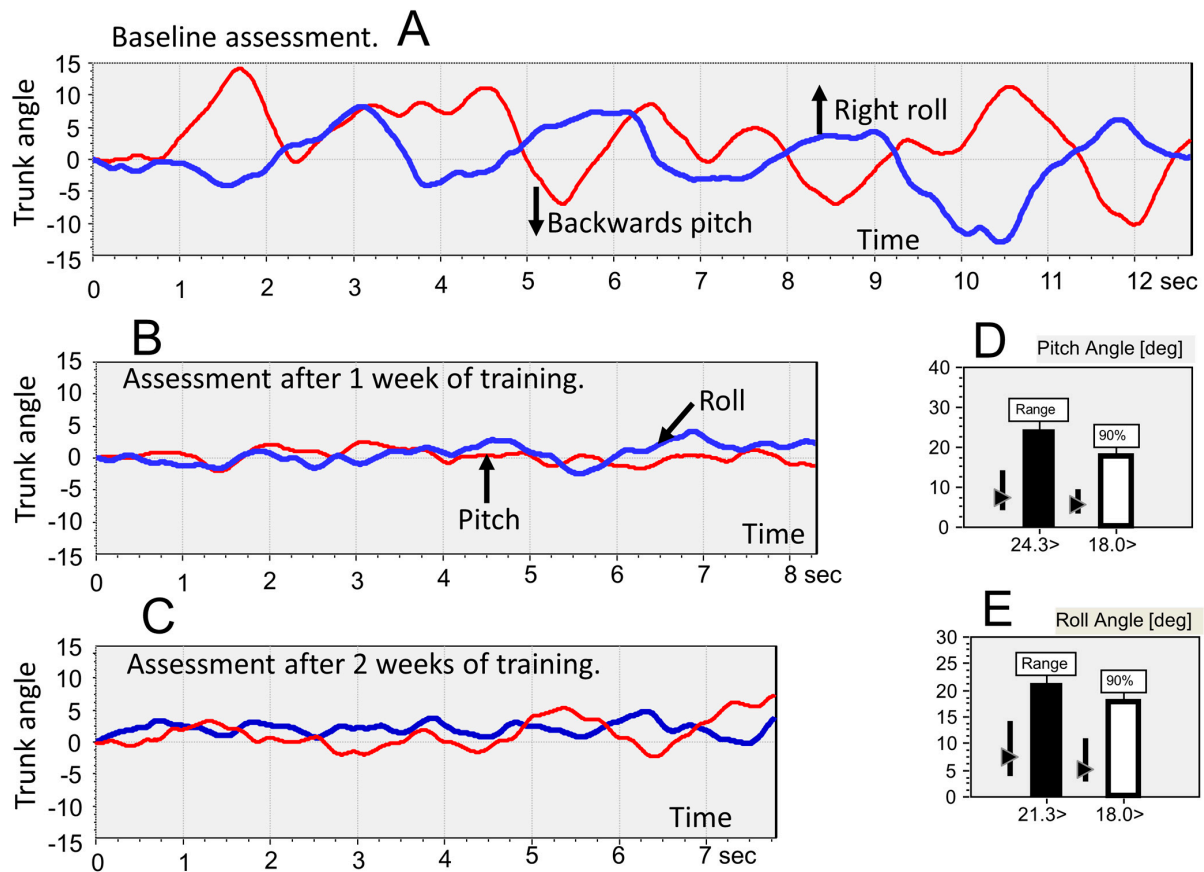 Baseline assessment. A
Trunk angle
15
10
5
0
-5
-10
-15
Right roll
Backwards pitch
Time
0 1 2 3 4 5 6 7 8 9 10 11 12 sec
B
Assessment after 1 week of training.
Trunk angle
15
10
5
0
-5
-10
-15
Roll
Pitch
Time
0 1 2 3 4 5 6 7 8 sec
C
Assessment after 2 weeks of training.
Trunk angle
15
10
5
0
-5
-10
-15
Time
0 1 2 3 4 5 6 7 sec
D
Pitch Angle [deg]
40
30
20
10
0
Range
90%
24.3> 18.0>
E
Roll Angle [deg]
30
25
20
15
10
5
0
Range
90%
21.3> 18.0>